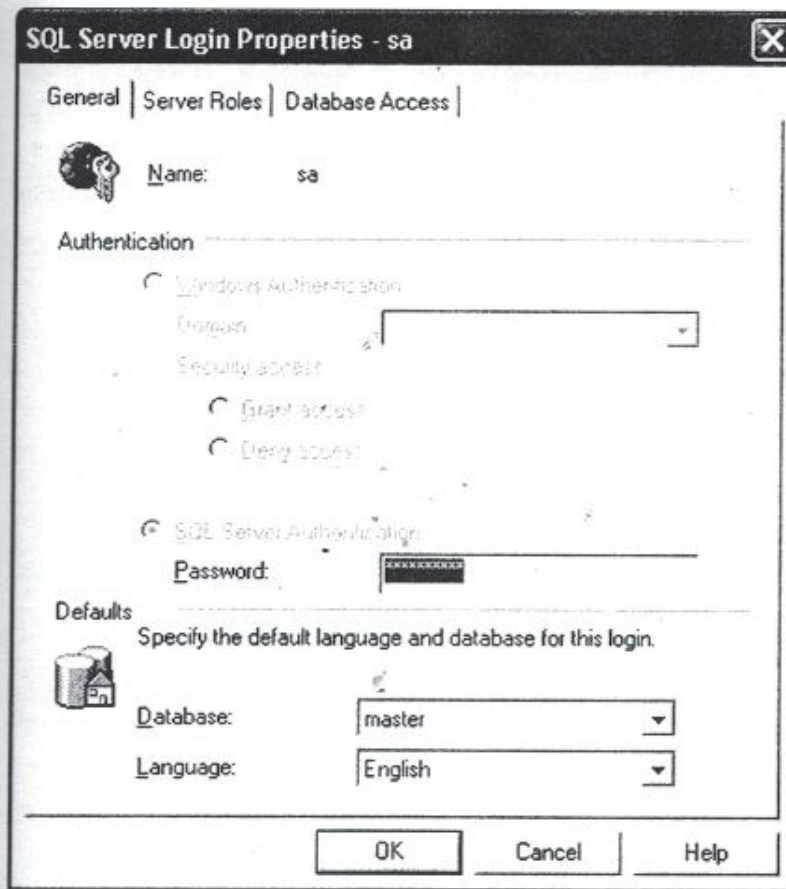 SQL Server Login Properties - sa
General Server Roles Database Access
Name: sa
Authentication
Windows Authentication
Domain:
Security access:
Grant access
Deny access
SQL Server Authentication
Password: **********
Defaults
Specify the default language and database for this login.
Database: master
Language: English
OK Cancel Help